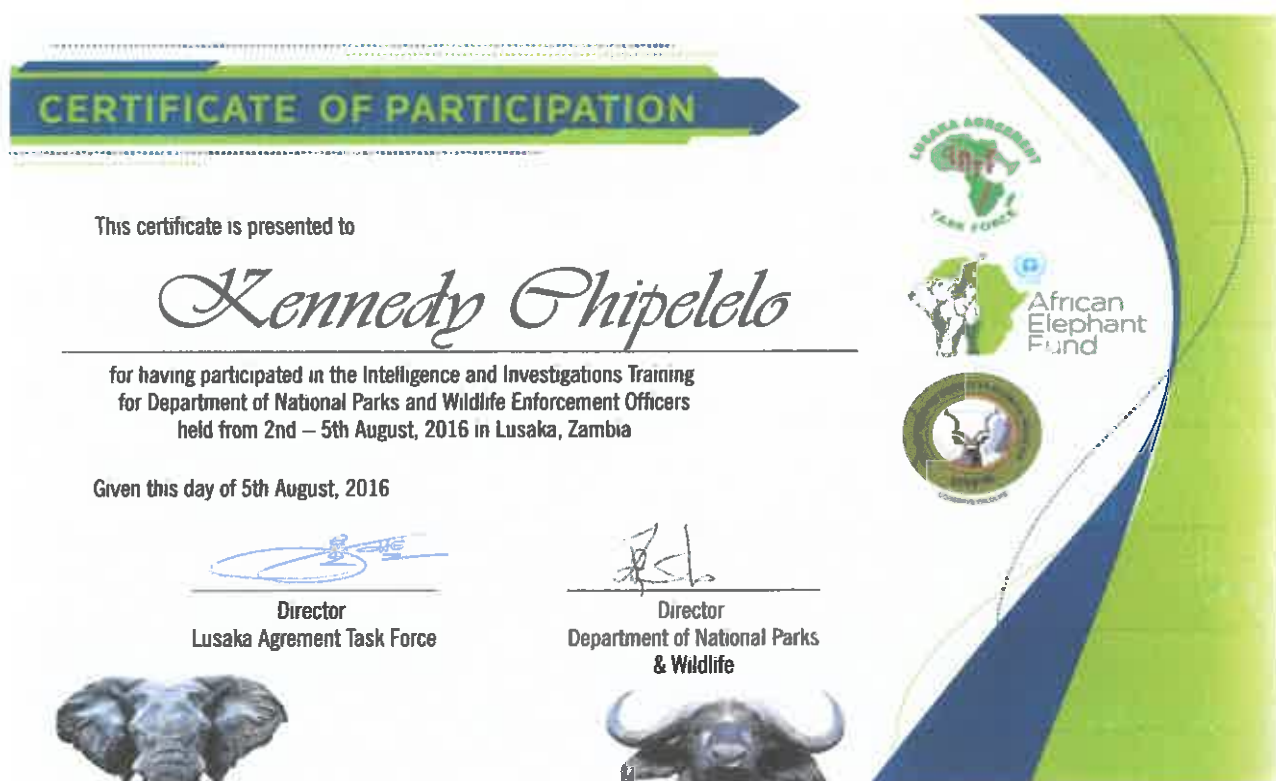 CERTIFICATE OF PARTICIPATION
This certificate is presented to
Kennedy Chipelelo
for having participated in the Intelligence and Investigations Training
for Department of National Parks and Wildlife Enforcement Officers
held from 2nd – 5th August, 2016 in Lusaka, Zambia
Given this day of 5th August, 2016
Director
Lusaka Agrement Task Force
Director
Department of National Parks
& Wildlife
LUSAKA AGREEMENT
TASK FORCE
African
Elephant
Fund
CONSERVE WILDLIFE